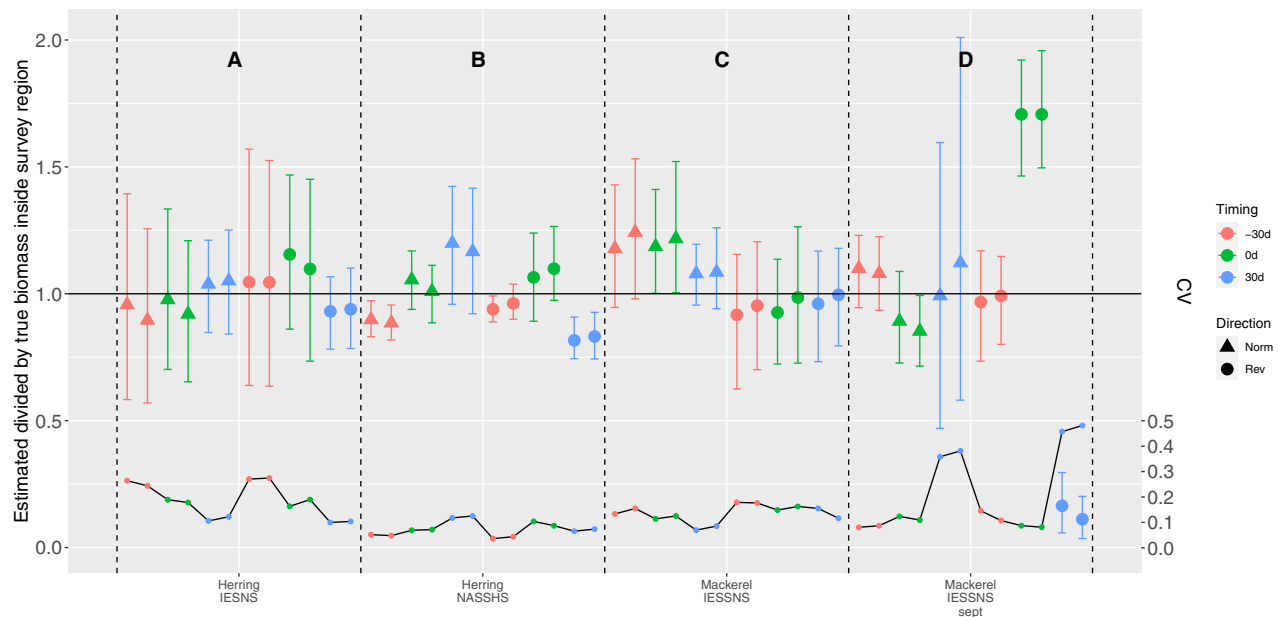 A
B
C
D
Estimated divided by true biomass inside survey region
2.0
1.5
1.0
0.5
0.0
CV
0.5
0.4
0.3
0.2
0.1
0.0
Herring
IESNS
Herring
NASSHS
Mackerel
IESSNS
Mackerel
IESSNS
sept
Timing
−30d
0d
30d
Direction
Norm
Rev